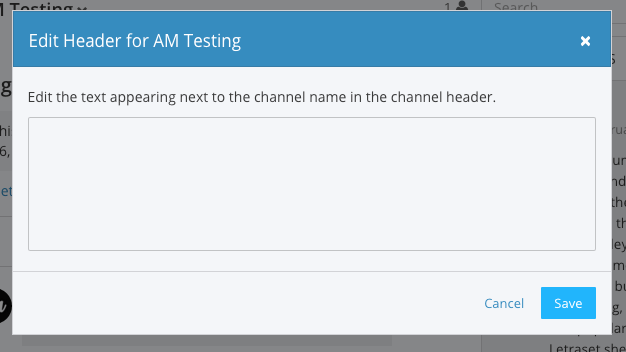 Testing
1
Search
Edit Header for AM Testing
×
Edit the text appearing next to the channel name in the channel header.
Cancel
Save
Letraset she